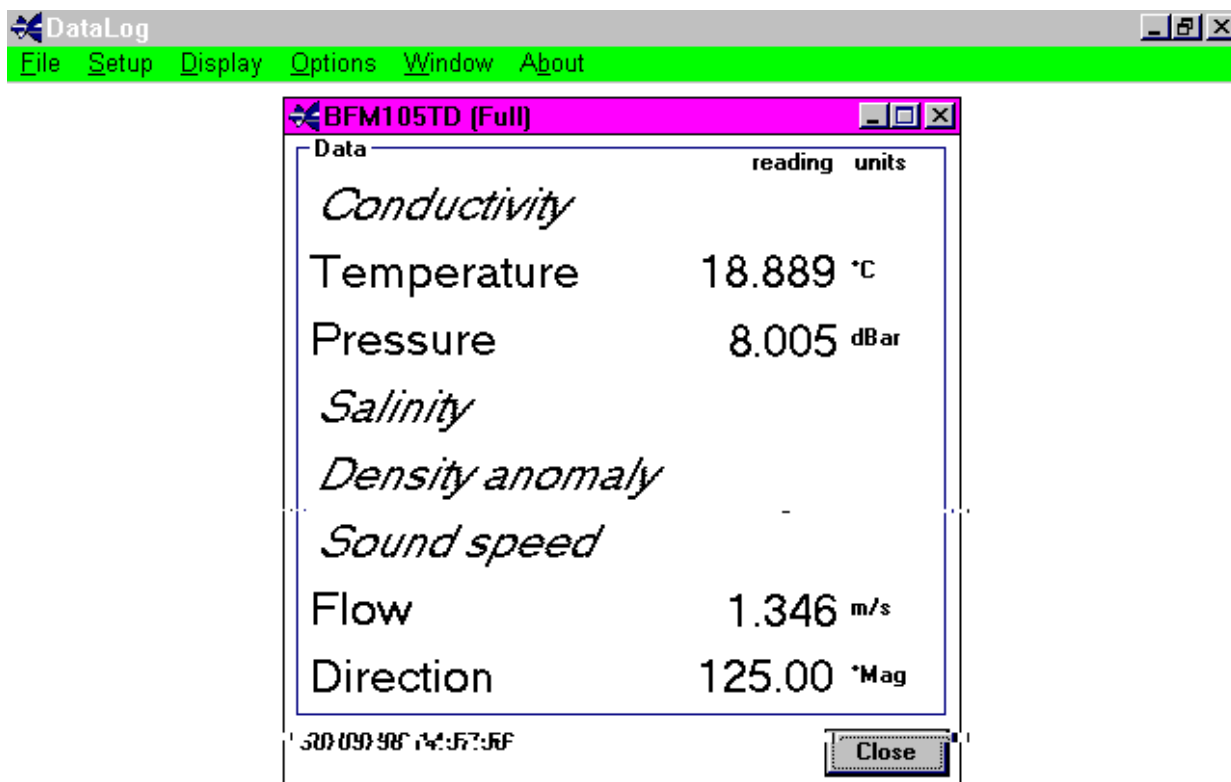 DataLog
File Setup Display Options Window About
BFM105TD (Full)
Data
reading units
Conductivity
Temperature 18.889 °C
Pressure 8.005 dBar
Salinity
Density anomaly
Sound speed
Flow 1.346 m/s
Direction 125.00 °Mag
Close